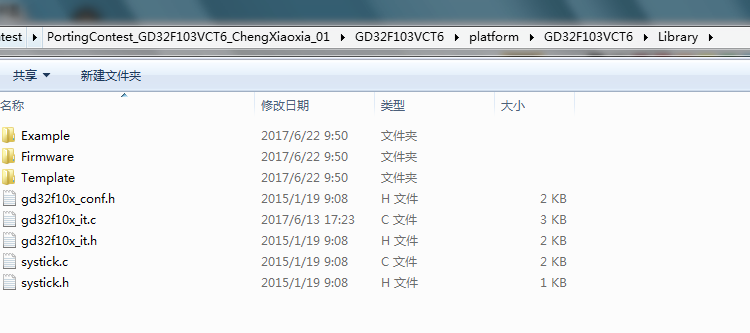 ntest ▸ PortingContest_GD32F103VCT6_ChengXiaoxia_01 ▸ GD32F103VCT6 ▸ platform ▸ GD32F103VCT6 ▸ Library ▸
共享 ▼ 新建文件夹
名称 修改日期 类型 大小
Example 2017/6/22 9:50 文件夹
Firmware 2017/6/22 9:50 文件夹
Template 2017/6/22 9:50 文件夹
gd32f10x_conf.h 2015/1/19 9:08 H 文件 2 KB
gd32f10x_it.c 2017/6/13 17:23 C 文件 3 KB
gd32f10x_it.h 2015/1/19 9:08 H 文件 2 KB
systick.c 2015/1/19 9:08 C 文件 2 KB
systick.h 2015/1/19 9:08 H 文件 1 KB